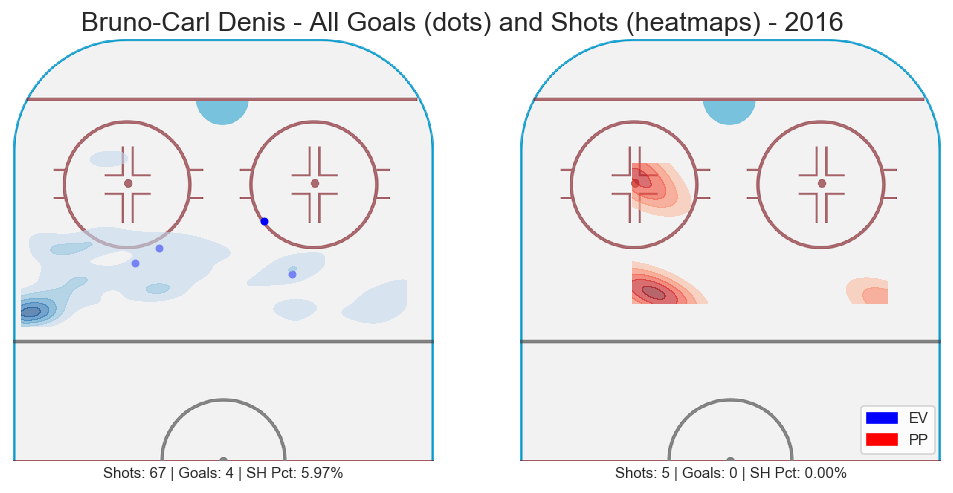 Bruno-Carl Denis - All Goals (dots) and Shots (heatmaps) - 2016
EV
PP
Shots: 67 | Goals: 4 | SH Pct: 5.97%
Shots: 5 | Goals: 0 | SH Pct: 0.00%